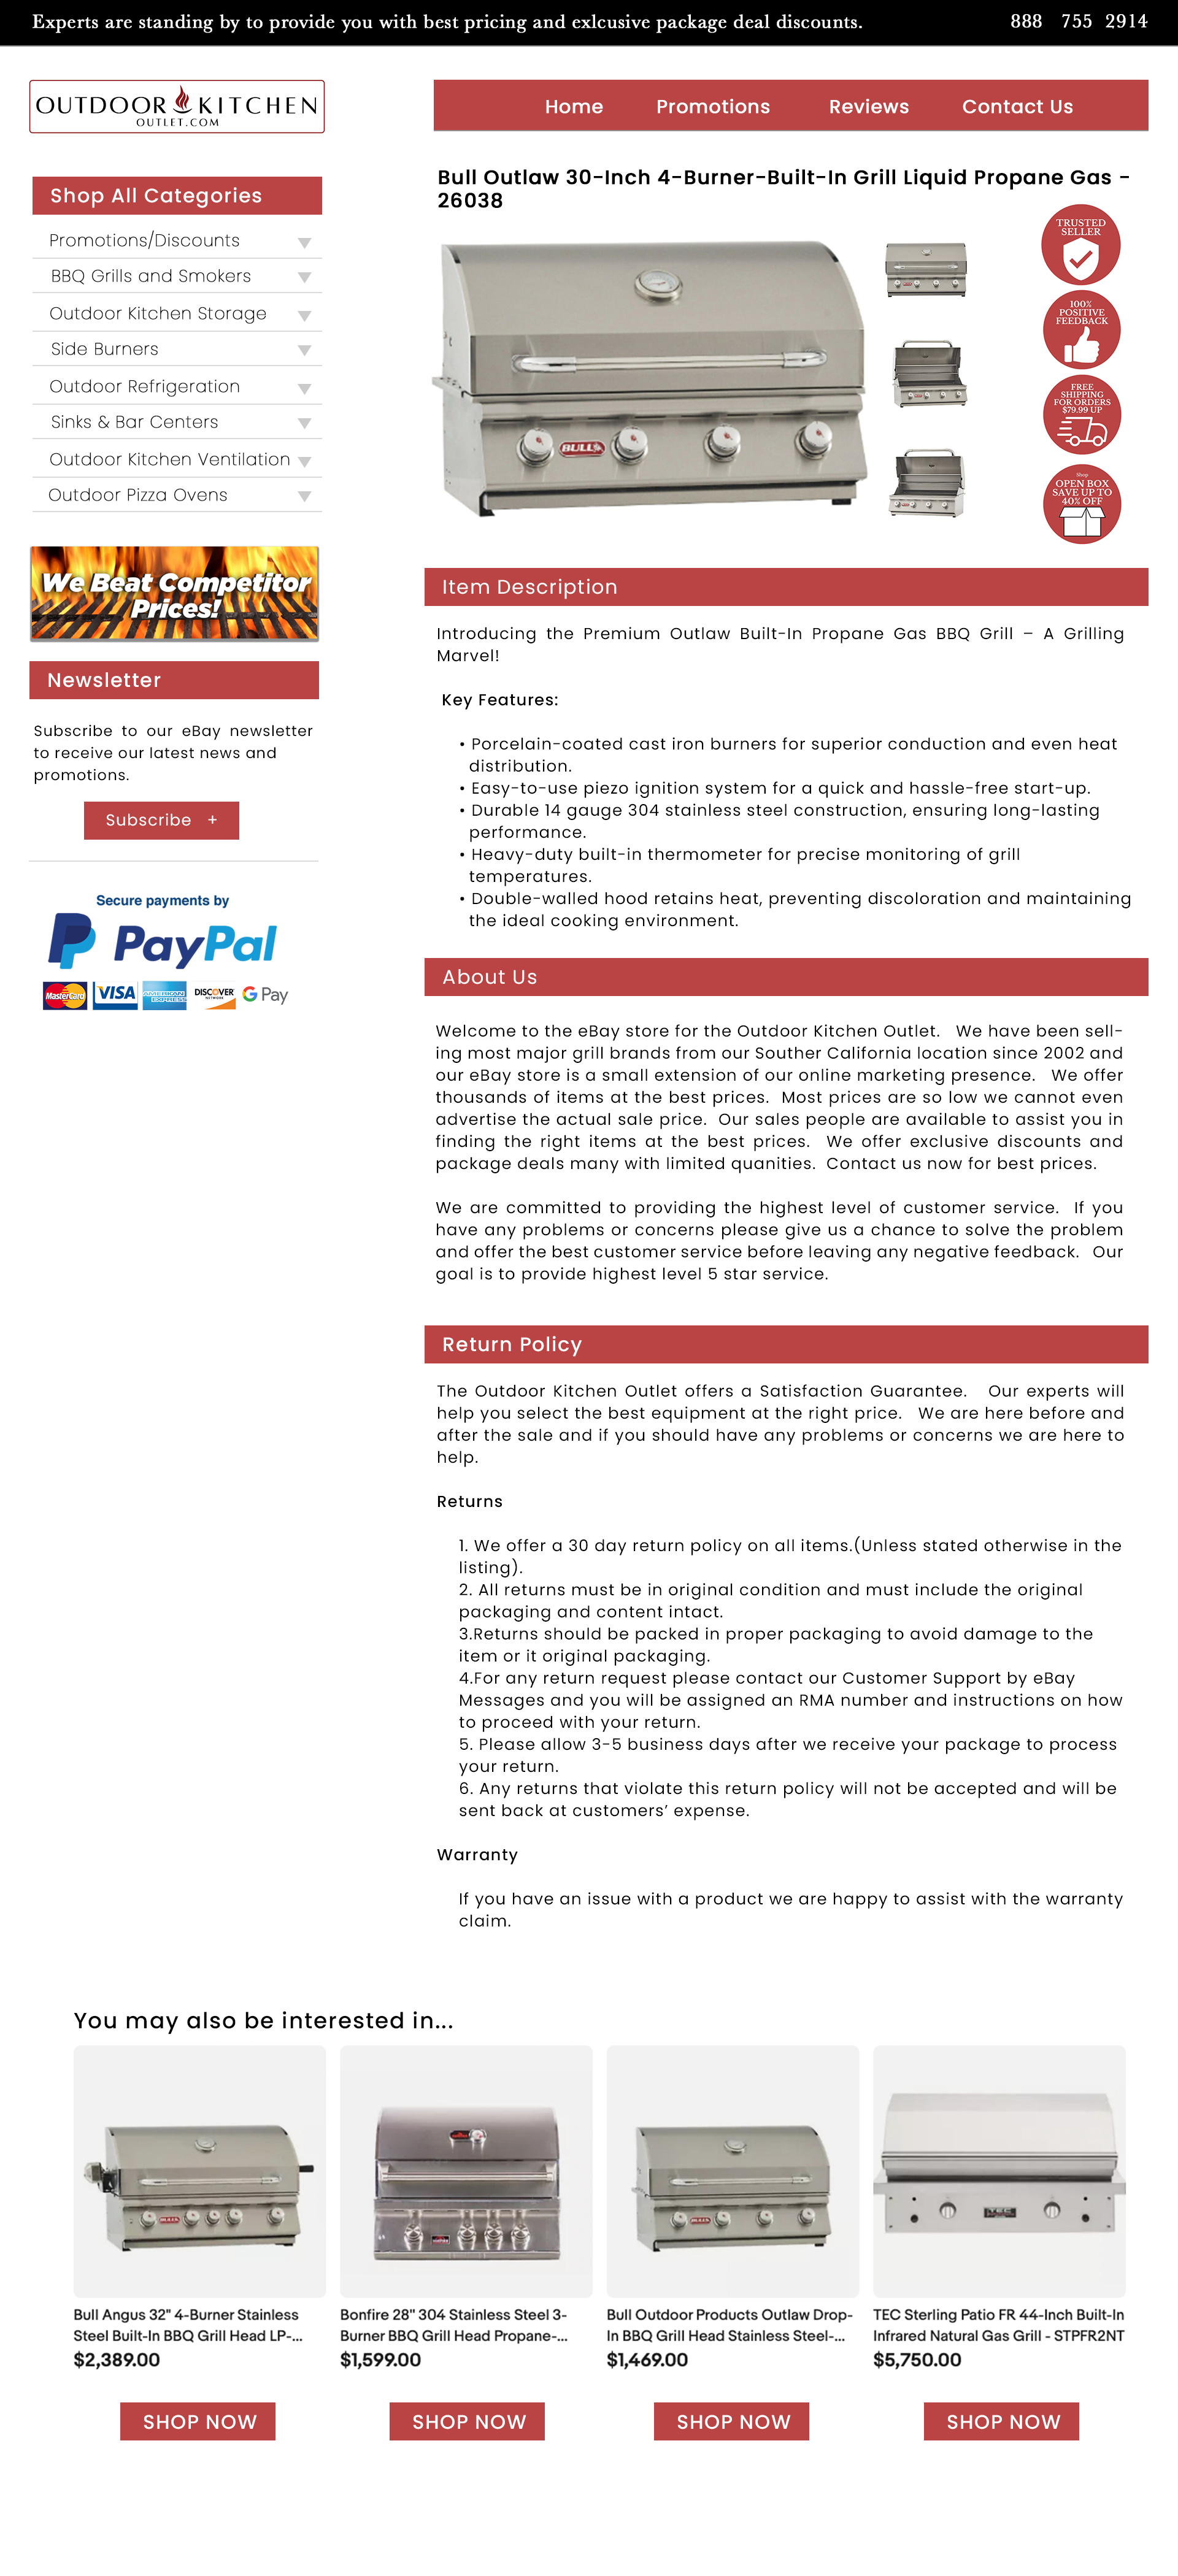 Experts are standing by to provide you with best pricing and exlcusive package deal discounts.
888 755 2914
OUTDOOR KITCHEN
OUTLET.COM
Home Promotions Reviews Contact Us
Shop All Categories
Promotions/Discounts
BBQ Grills and Smokers
Outdoor Kitchen Storage
Side Burners
Outdoor Refrigeration
Sinks & Bar Centers
Outdoor Kitchen Ventilation
Outdoor Pizza Ovens
We Beat Competitor
Prices!
Newsletter
Subscribe to our eBay newsletter
to receive our latest news and
promotions.
Subscribe +
Secure payments by
PayPal
MasterCard VISA AMERICAN EXPRESS DISCOVER NETWORK G Pay
Bull Outlaw 30-Inch 4-Burner-Built-In Grill Liquid Propane Gas -
26038
BULL
TRUSTED
SELLER
100%
POSITIVE
FEEDBACK
FREE
SHIPPING
FOR ORDERS
$79.99 UP
Shop
OPEN BOX
SAVE UP TO
40% OFF
Item Description
Introducing the Premium Outlaw Built-In Propane Gas BBQ Grill – A Grilling
Marvel!
Key Features:
• Porcelain-coated cast iron burners for superior conduction and even heat
distribution.
• Easy-to-use piezo ignition system for a quick and hassle-free start-up.
• Durable 14 gauge 304 stainless steel construction, ensuring long-lasting
performance.
• Heavy-duty built-in thermometer for precise monitoring of grill
temperatures.
• Double-walled hood retains heat, preventing discoloration and maintaining
the ideal cooking environment.
About Us
Welcome to the eBay store for the Outdoor Kitchen Outlet. We have been sell-
ing most major grill brands from our Souther California location since 2002 and
our eBay store is a small extension of our online marketing presence. We offer
thousands of items at the best prices. Most prices are so low we cannot even
advertise the actual sale price. Our sales people are available to assist you in
finding the right items at the best prices. We offer exclusive discounts and
package deals many with limited quanities. Contact us now for best prices.
We are committed to providing the highest level of customer service. If you
have any problems or concerns please give us a chance to solve the problem
and offer the best customer service before leaving any negative feedback. Our
goal is to provide highest level 5 star service.
Return Policy
The Outdoor Kitchen Outlet offers a Satisfaction Guarantee. Our experts will
help you select the best equipment at the right price. We are here before and
after the sale and if you should have any problems or concerns we are here to
help.
Returns
1. We offer a 30 day return policy on all items.(Unless stated otherwise in the
listing).
2. All returns must be in original condition and must include the original
packaging and content intact.
3.Returns should be packed in proper packaging to avoid damage to the
item or it original packaging.
4.For any return request please contact our Customer Support by eBay
Messages and you will be assigned an RMA number and instructions on how
to proceed with your return.
5. Please allow 3-5 business days after we receive your package to process
your return.
6. Any returns that violate this return policy will not be accepted and will be
sent back at customers’ expense.
Warranty
If you have an issue with a product we are happy to assist with the warranty
claim.
You may also be interested in...
BULL
BULL
TEC
Bull Angus 32" 4-Burner Stainless
Steel Built-In BBQ Grill Head LP-...
$2,389.00
SHOP NOW
Bonfire 28" 304 Stainless Steel 3-
Burner BBQ Grill Head Propane-...
$1,599.00
SHOP NOW
Bull Outdoor Products Outlaw Drop-
In BBQ Grill Head Stainless Steel-...
$1,469.00
SHOP NOW
TEC Sterling Patio FR 44-Inch Built-In
Infrared Natural Gas Grill - STPFR2NT
$5,750.00
SHOP NOW